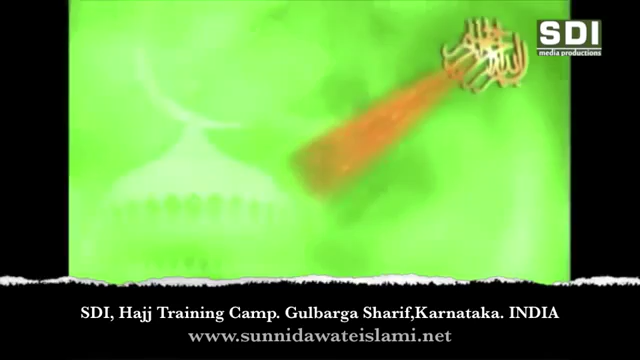 SDI
media productions
SDI, Hajj Training Camp. Gulbarga Sharif,Karnataka. INDIA
www.sunnidawateislami.net